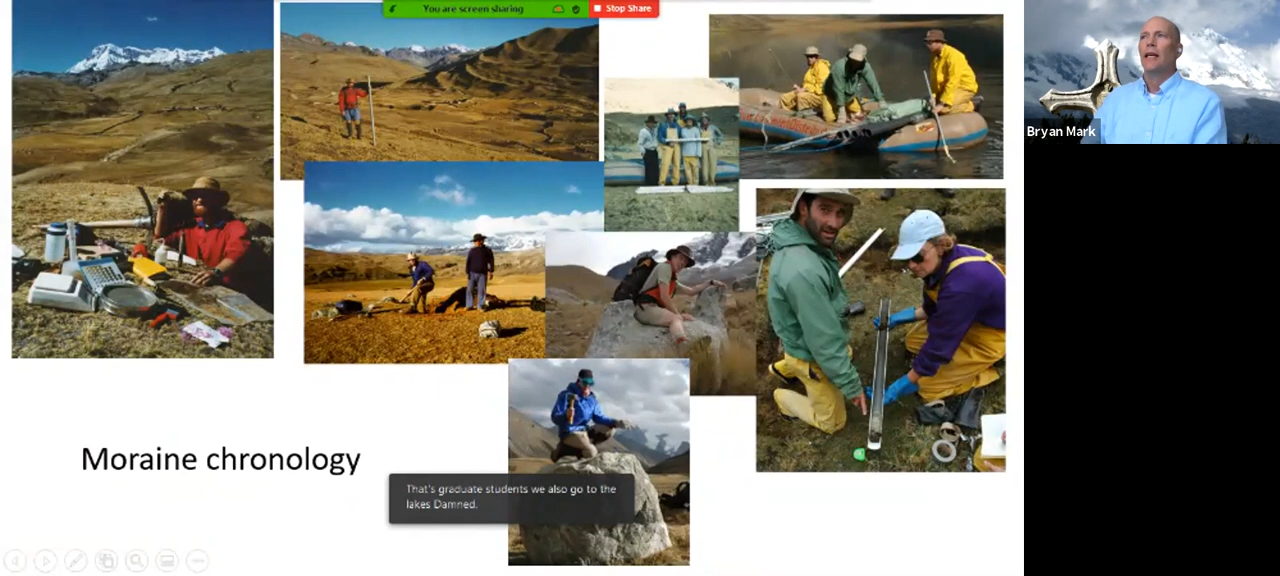 You are screen sharing
Stop Share
Bryan Mark
Moraine chronology
That's graduate students we also go to the
lakes Damned.